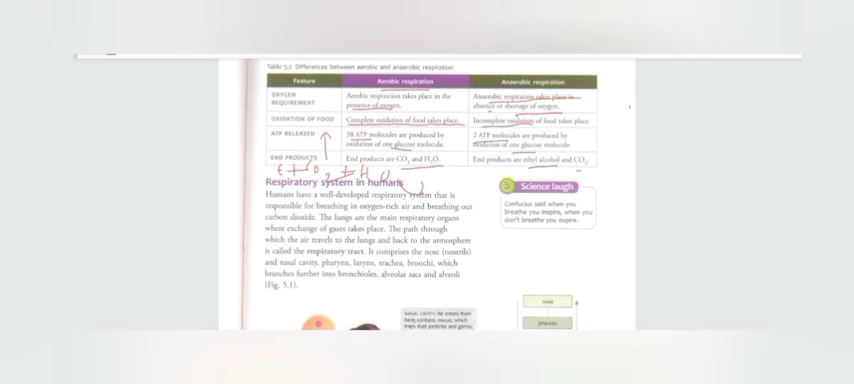 Table 5.2 Differences between aerobic and anaerobic respiration
Feature Aerobic respiration Anaerobic respiration
OXYGEN REQUIREMENT
Aerobic respiration takes place in the
presence of oxygen.
Anaerobic respiration takes place in
absence or shortage of oxygen.
OXIDATION OF FOOD Complete oxidation of food takes place. Incomplete oxidation of food takes place.
ATP RELEASED
38 ATP molecules are produced by
oxidation of one glucose molecule.
2 ATP molecules are produced by
oxidation of one glucose molecule.
END PRODUCTS End products are CO₂ and H₂O. End products are ethyl alcohol and CO₂
Respiratory system in humans
Humans have a well-developed respiratory system that is
responsible for breathing in oxygen-rich air and breathing out
carbon dioxide. The lungs are the main respiratory organs
where exchange of gases takes place. The path through
which the air travels to the lungs and back to the atmosphere
is called the respiratory tract. It comprises the nose (nostrils)
and nasal cavity, pharynx, larynx, trachea, bronchi, which
branches further into bronchioles, alveolar sacs and alveoli
(Fig. 5.1).
Science laugh
Confucius said when you
breathe you inspire, when you
don't breathe you expire.
NASAL CAVITY: Air enters from
here; contains mucus, which
traps dust particles and germs.
nose
pharynx